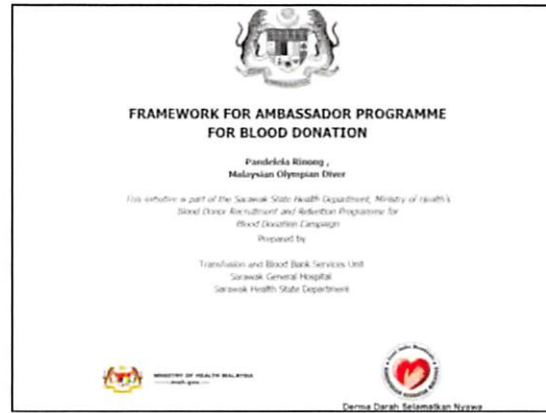 FRAMEWORK FOR AMBASSADOR PROGRAMME
FOR BLOOD DONATION
Pandelela Rinong ,
Malaysian Olympian Diver
This initiative is part of the Sarawak State Health Department, Ministry of Health's
Blood Donor Recruitment and Retention Programme for
Blood Donation Campaign
Prepared by
Transfusion and Blood Bank Services Unit
Sarawak General Hospital
Sarawak Health State Department
MINISTRY OF HEALTH MALAYSIA
Derma Darah Selamatkan Nyawa